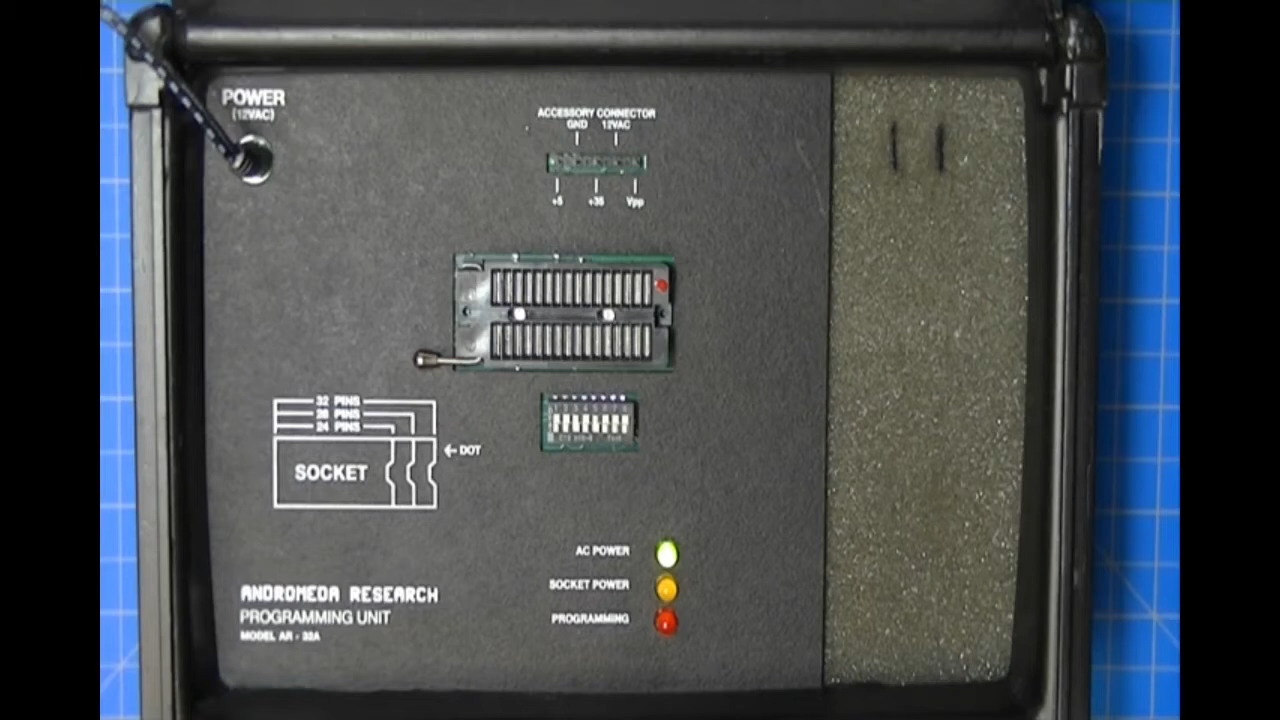 POWER
(12VAC)
ACCESSORY CONNECTOR
GND 12VAC
+5 +35 Vpp
32 PINS
28 PINS
24 PINS
SOCKET
DOT
AC POWER
SOCKET POWER
PROGRAMMING
ANDROMEDA RESEARCH
PROGRAMMING UNIT
MODEL AR - 32A